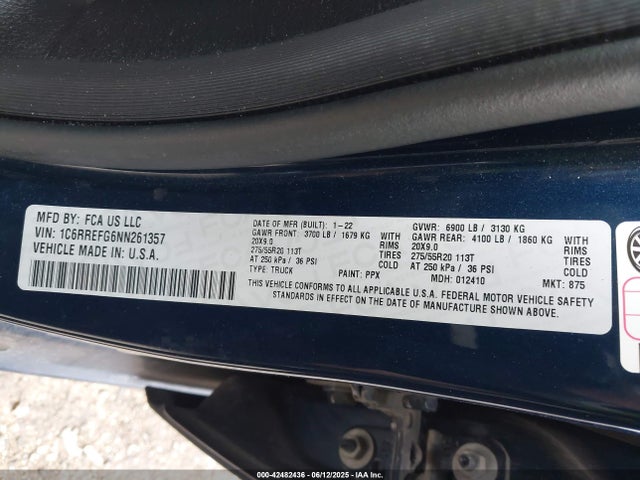 MFD BY: FCA US LLC
VIN: 1C6RREFG6NN261357
VEHICLE MADE IN: U.S.A.
DATE OF MFR (BUILT): 1-22
GAWR FRONT: 3700 LB / 1679 KG WITH
20X9.0 RIMS
275/55R20 113T TIRES
AT 250 kPa / 36 PSI COLD
TYPE: TRUCK PAINT: PPX
GVWR: 6900 LB / 3130 KG
GAWR REAR: 4100 LB / 1860 KG WITH
20X9.0 RIMS
275/55R20 113T TIRES
AT 250 kPa / 36 PSI COLD
MDH: 012410 MKT: 875
THIS VEHICLE CONFORMS TO ALL APPLICABLE U.S.A. FEDERAL MOTOR VEHICLE SAFETY
STANDARDS IN EFFECT ON THE DATE OF MANUFACTURE SHOWN ABOVE.
000-42482436 - 06/12/2025 - IAA Inc.